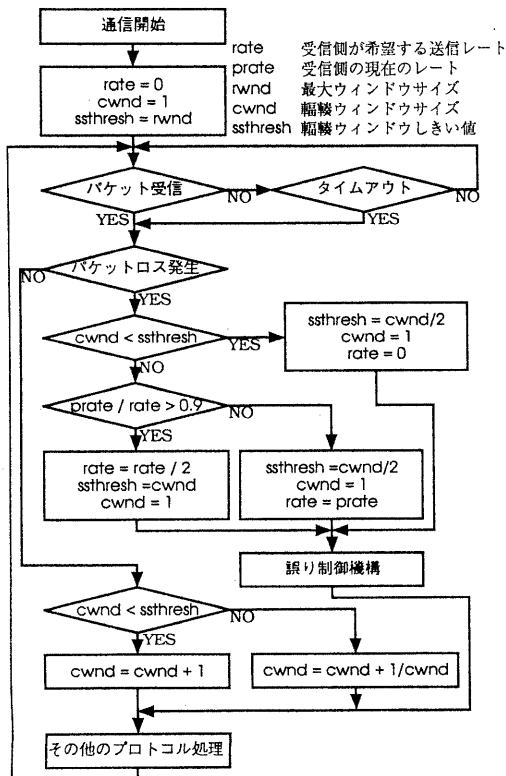 通信開始
rate 受信側が希望する送信レート
prate 受信側の現在のレート
rwnd 最大ウィンドウサイズ
cwnd 輻輳ウィンドウサイズ
ssthresh 輻輳ウィンドウしきい値
rate = 0
cwnd = 1
ssthresh = rwnd
パケット受信
NO
タイムアウト
NO
YES
YES
パケットロス発生
NO
YES
cwnd < ssthresh
YES
NO
ssthresh = cwnd/2
cwnd = 1
rate = 0
prate / rate > 0.9
NO
YES
rate = rate / 2
ssthresh =cwnd
cwnd = 1
ssthresh =cwnd/2
cwnd = 1
rate = prate
誤り制御機構
cwnd < ssthresh
NO
YES
cwnd = cwnd + 1
cwnd = cwnd + 1/cwnd
その他のプロトコル処理